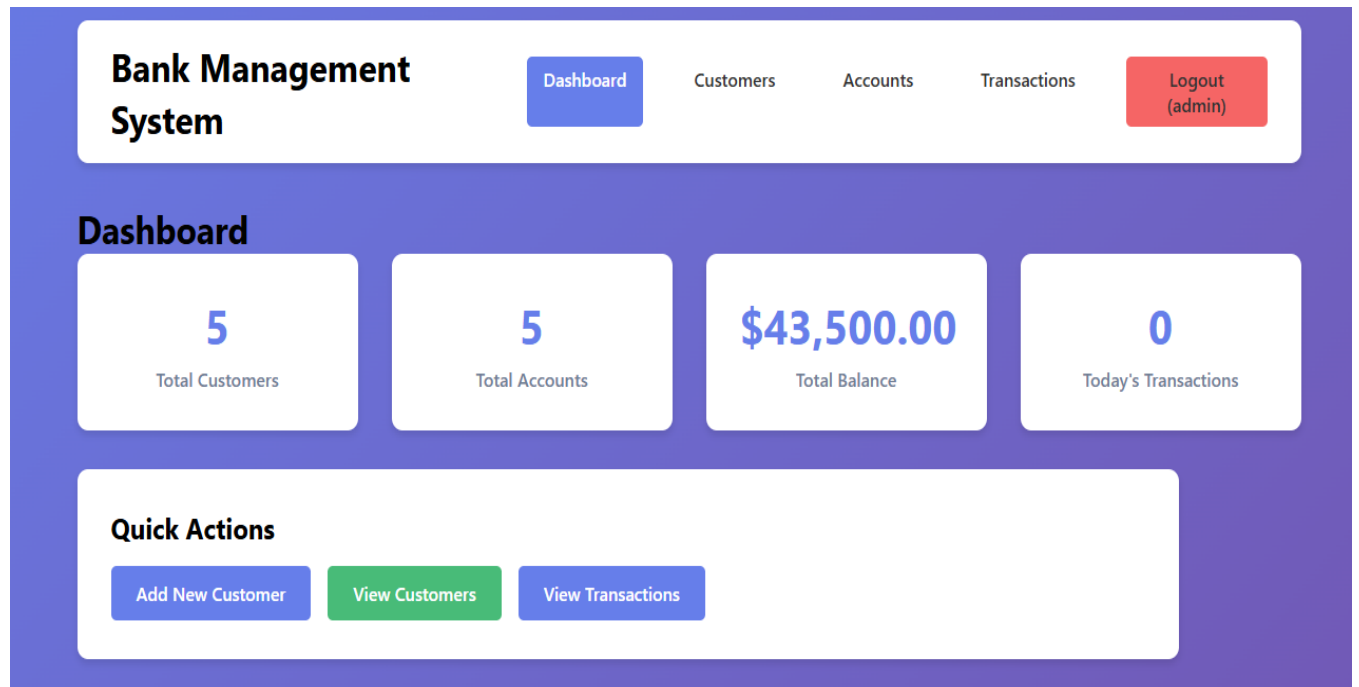 Bank Management
System
Dashboard
Customers
Accounts
Transactions
Logout
(admin)
Dashboard
5
Total Customers
5
Total Accounts
$43,500.00
Total Balance
0
Today's Transactions
Quick Actions
Add New Customer
View Customers
View Transactions